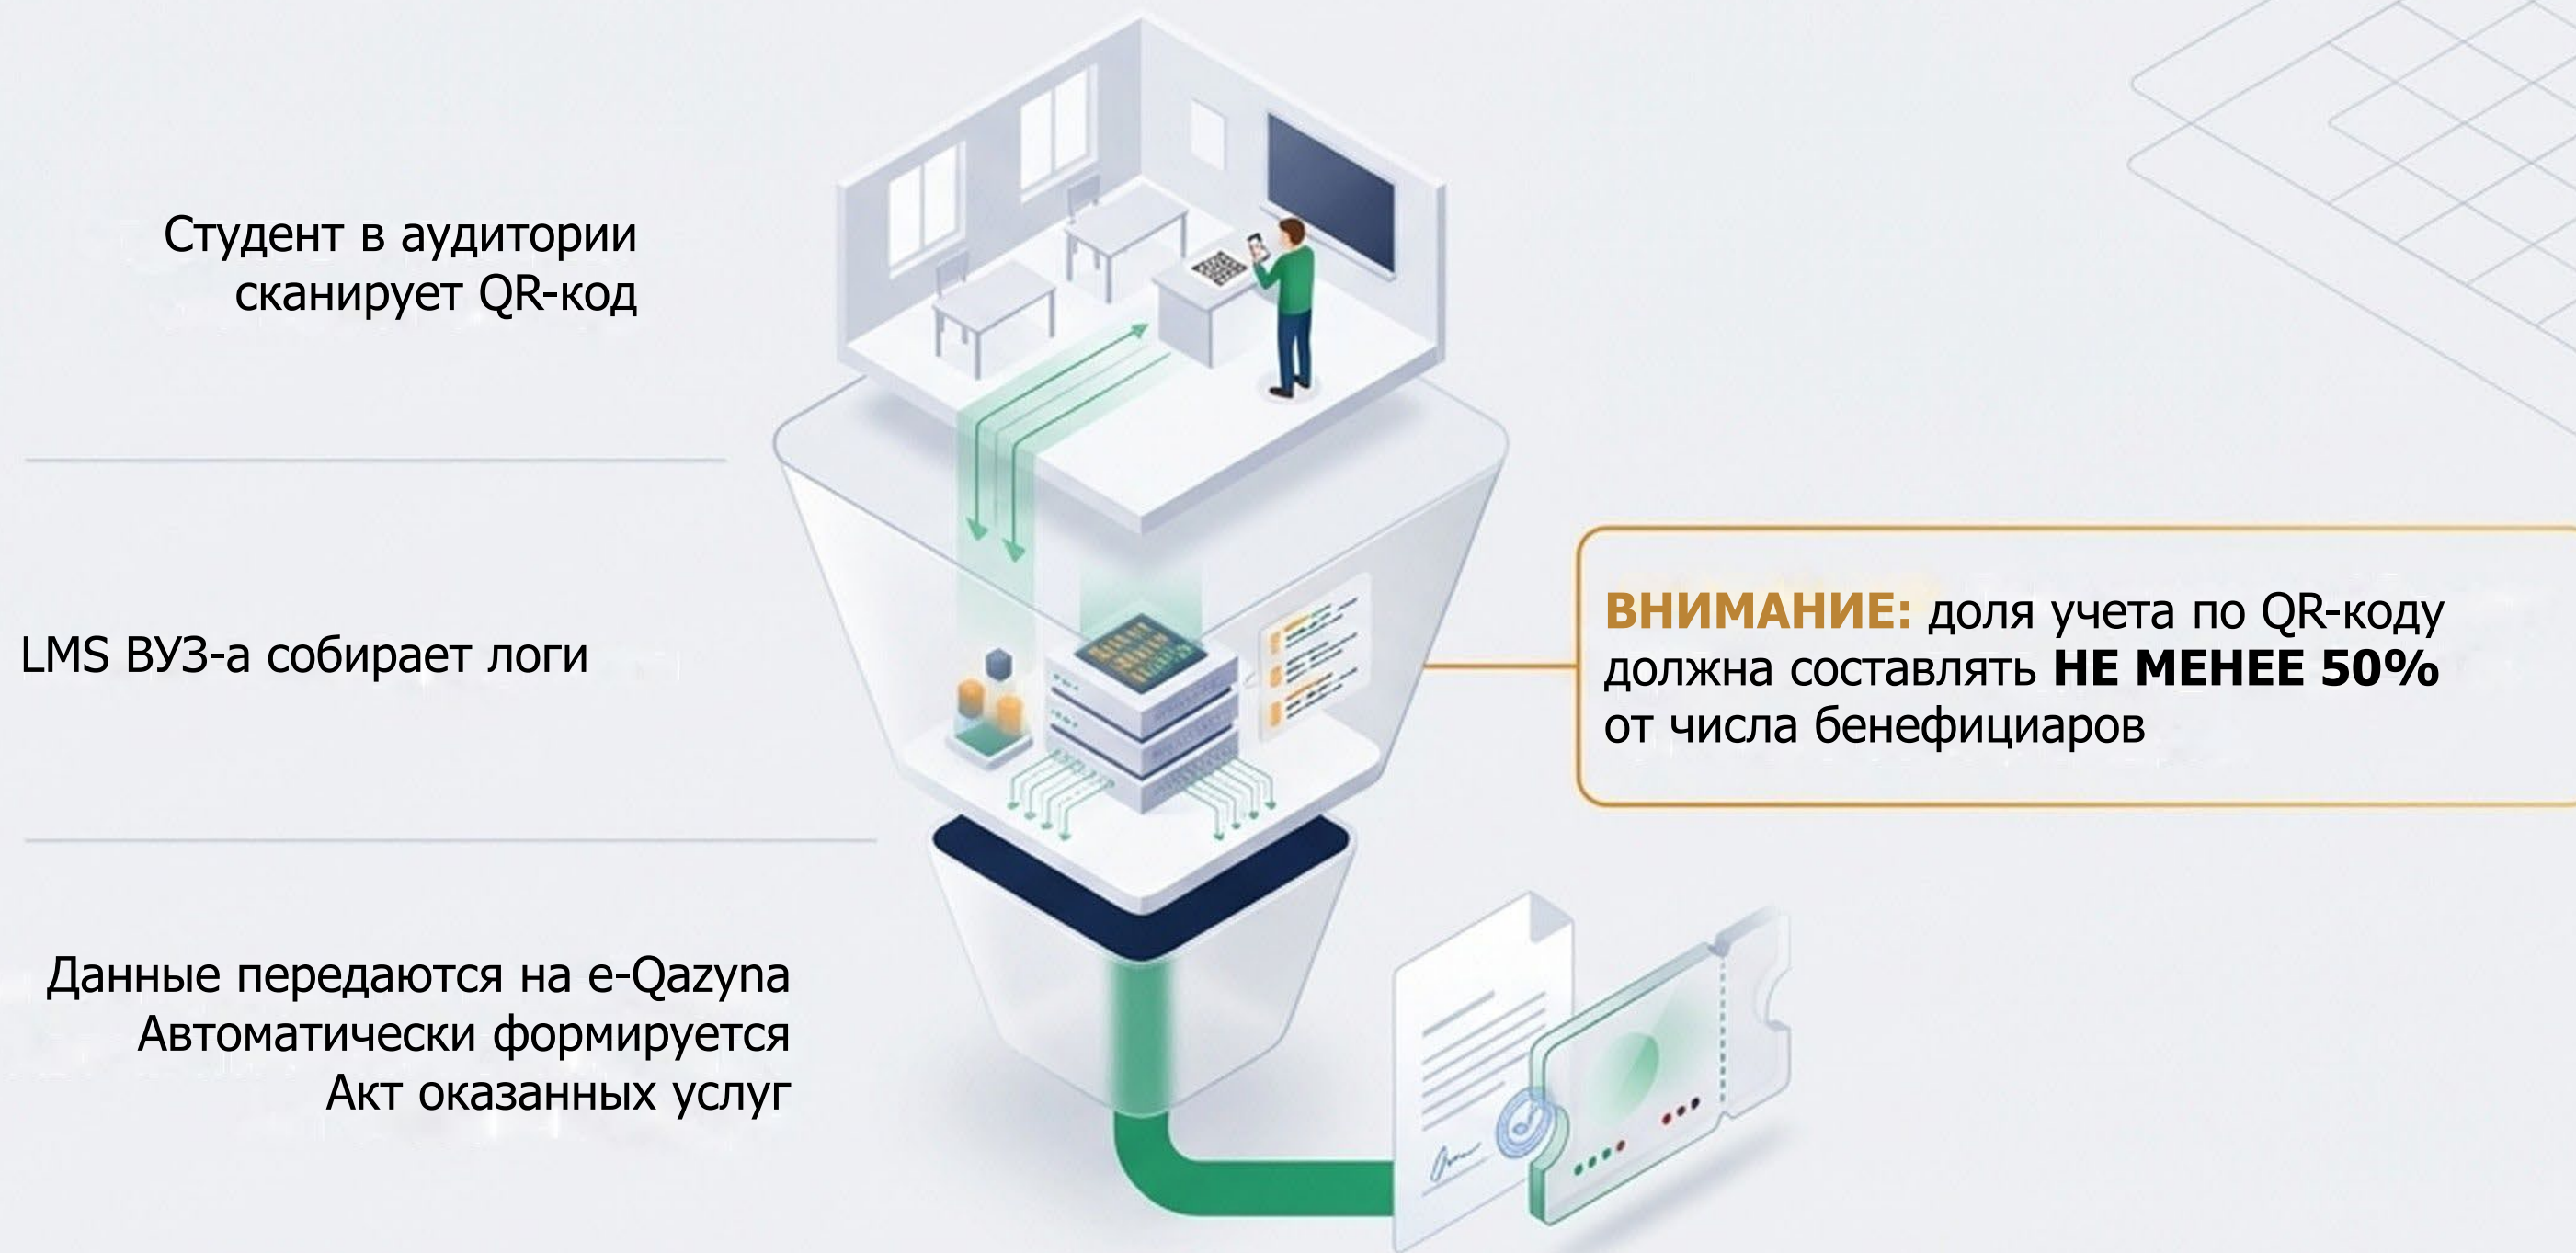 Студент в аудитории
сканирует QR-код
LMS ВУЗ-а собирает логи
ВНИМАНИЕ: доля учета по QR-коду
должна составлять НЕ МЕНЕЕ 50%
от числа бенефициаров
Данные передаются на e-Qazyna
Автоматически формируется
Акт оказанных услуг